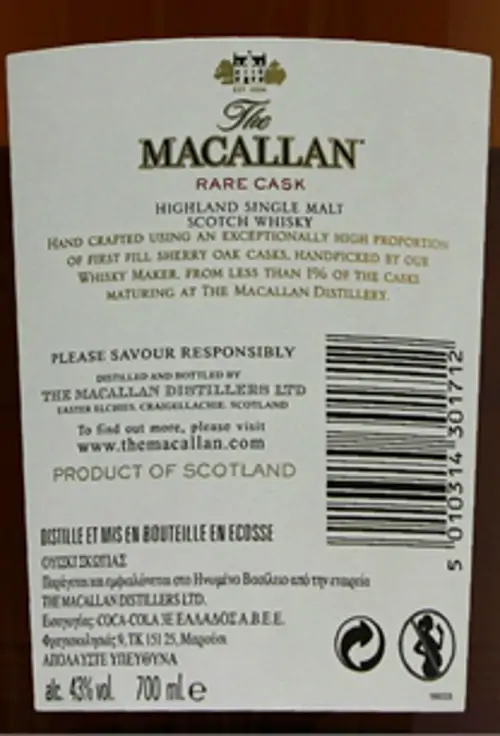 EST. 1824
The
MACALLAN
RARE CASK
HIGHLAND SINGLE MALT
SCOTCH WHISKY
HAND CRAFTED USING AN EXCEPTIONALLY HIGH PROPORTION
OF FIRST FILL SHERRY OAK CASKS, HANDPICKED BY OUR
WHISKY MAKER, FROM LESS THAN 1% OF THE CASKS
MATURING AT THE MACALLAN DISTILLERY.
PLEASE SAVOUR RESPONSIBLY
DISTILLED AND BOTTLED BY
THE MACALLAN DISTILLERS LTD
EASTER ELCHIES, CRAIGELLACHIE, SCOTLAND
To find out more, please visit
www.themacallan.com
PRODUCT OF SCOTLAND
5 010314 301712
DISTILLE ET MIS EN BOUTEILLE EN ECOSSE
ΟΥΙΣΚΙ ΣΚΩΤΙΑΣ
Παράγεται και εμφιαλώνεται στο Ηνωμένο Βασίλειο από την εταιρεία
THE MACALLAN DISTILLERS LTD.
Εισαγωγέας: COCA-COLA 3E ΕΛΛΑΔΟΣ Α.Β.Ε.Ε.
Φραγκοκκλησιάς 9, ΤΚ 151 25, Μαρούσι
ΑΠΟΛΑΥΣΤΕ ΥΠΕΥΘΥΝΑ
alc. 43% vol. 700 ml e